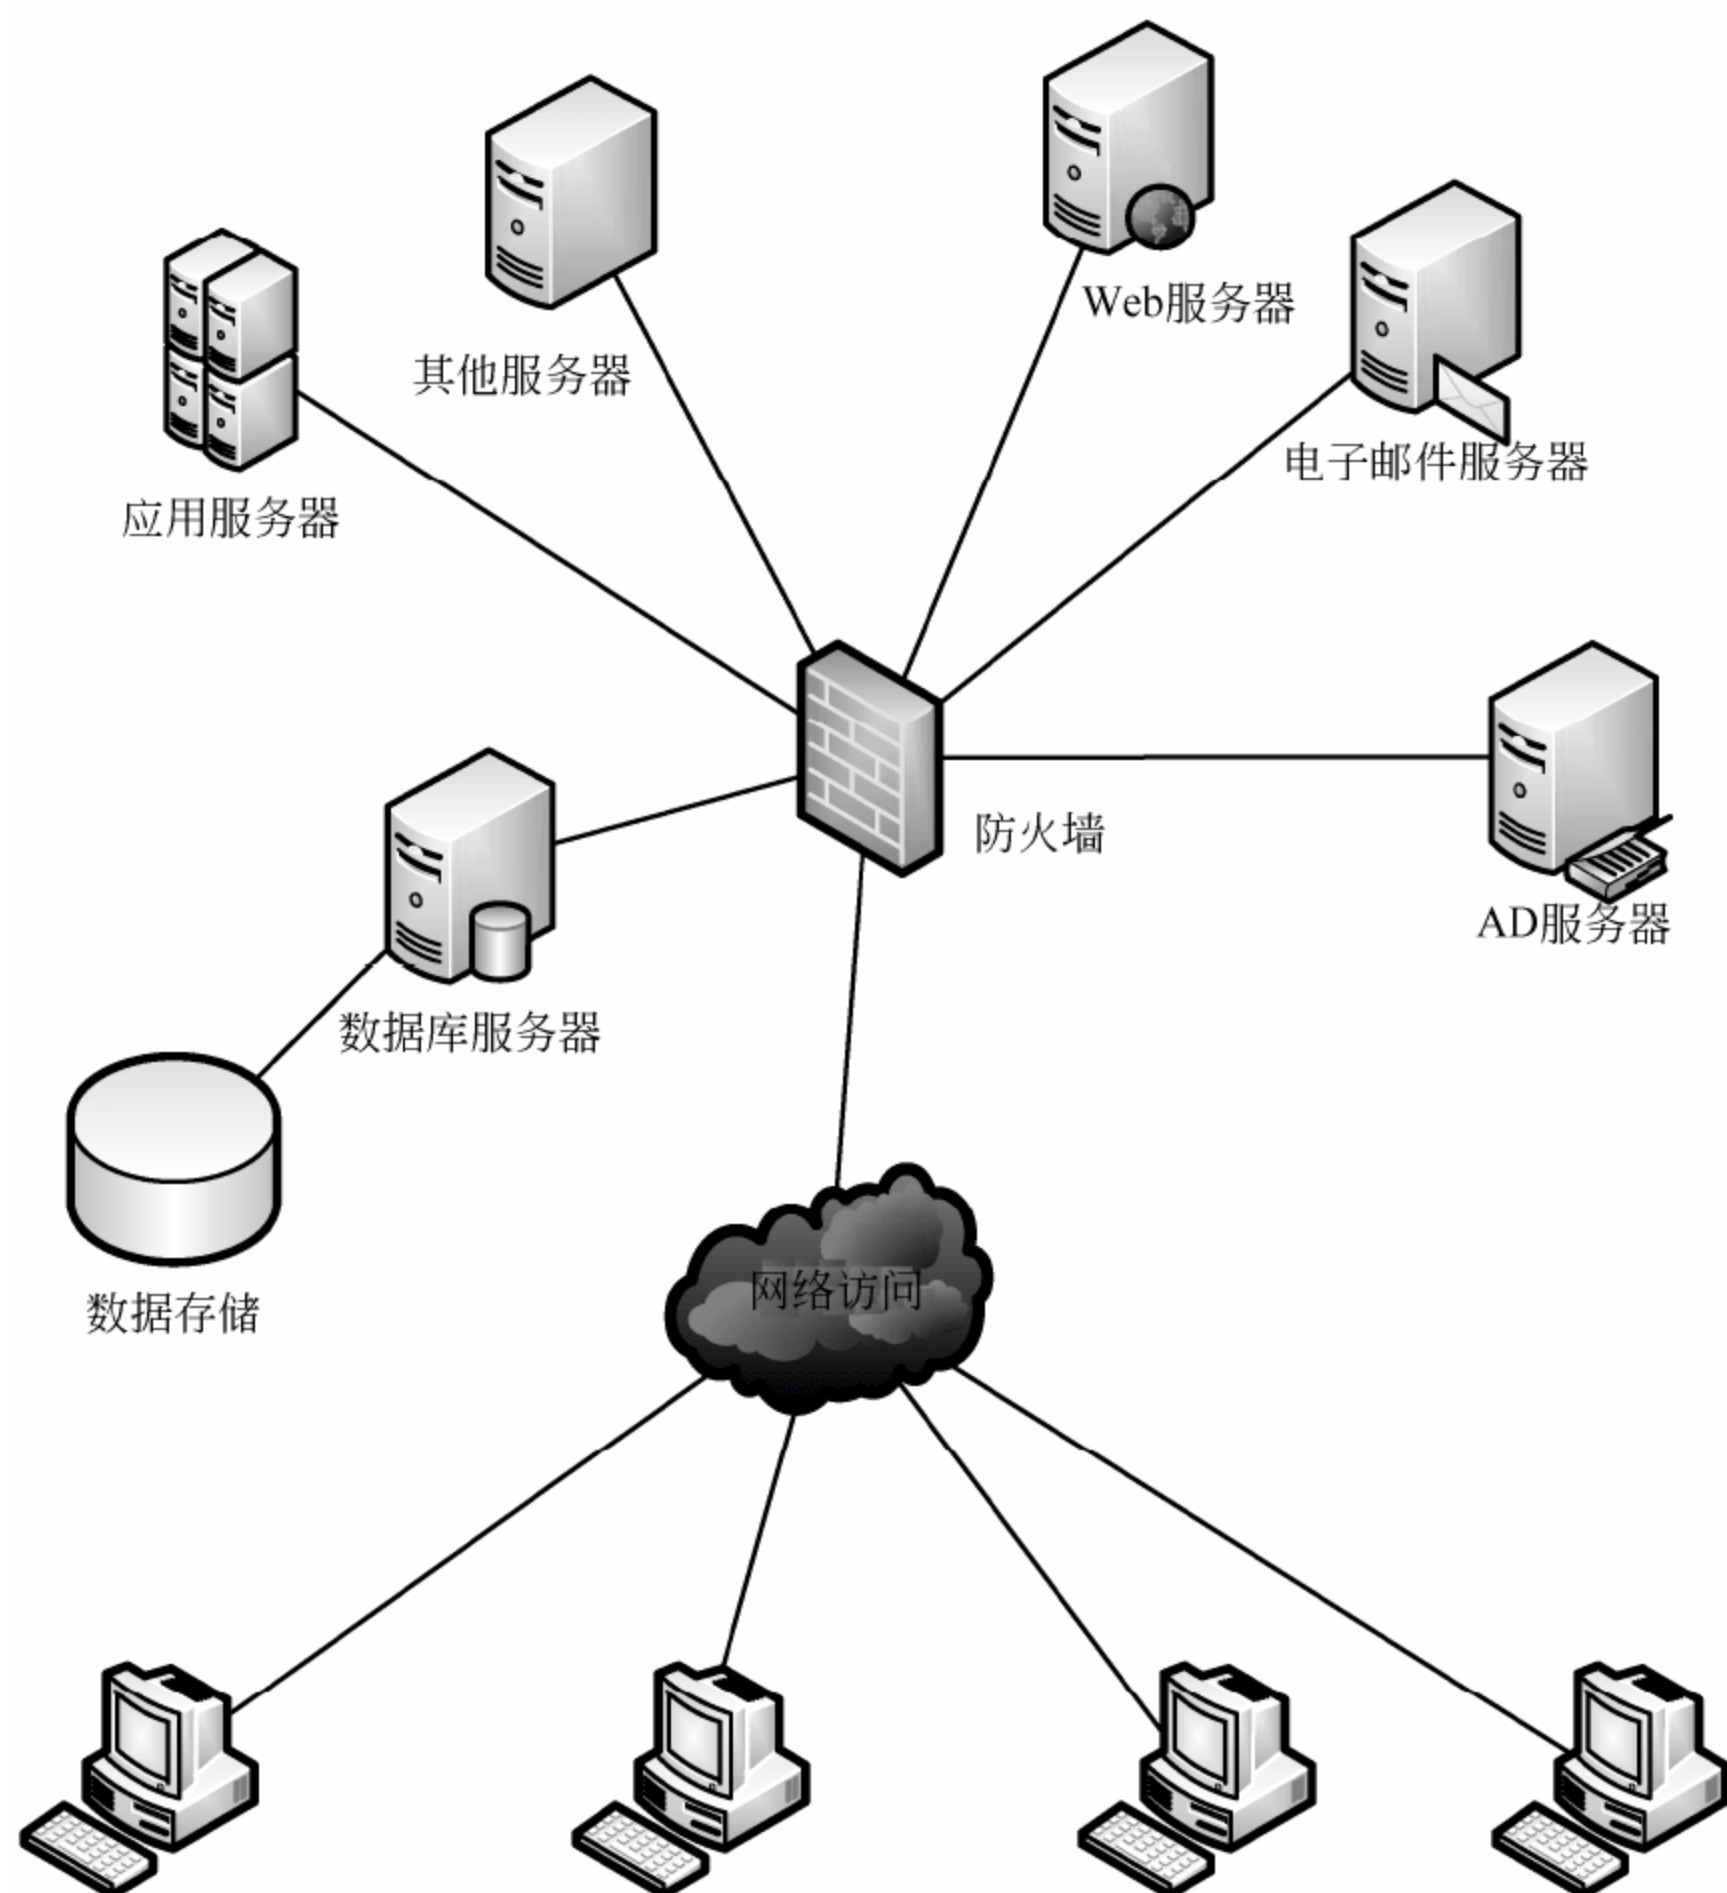 Web服务器
其他服务器
电子邮件服务器
应用服务器
防火墙
AD服务器
数据库服务器
网络访问
数据存储